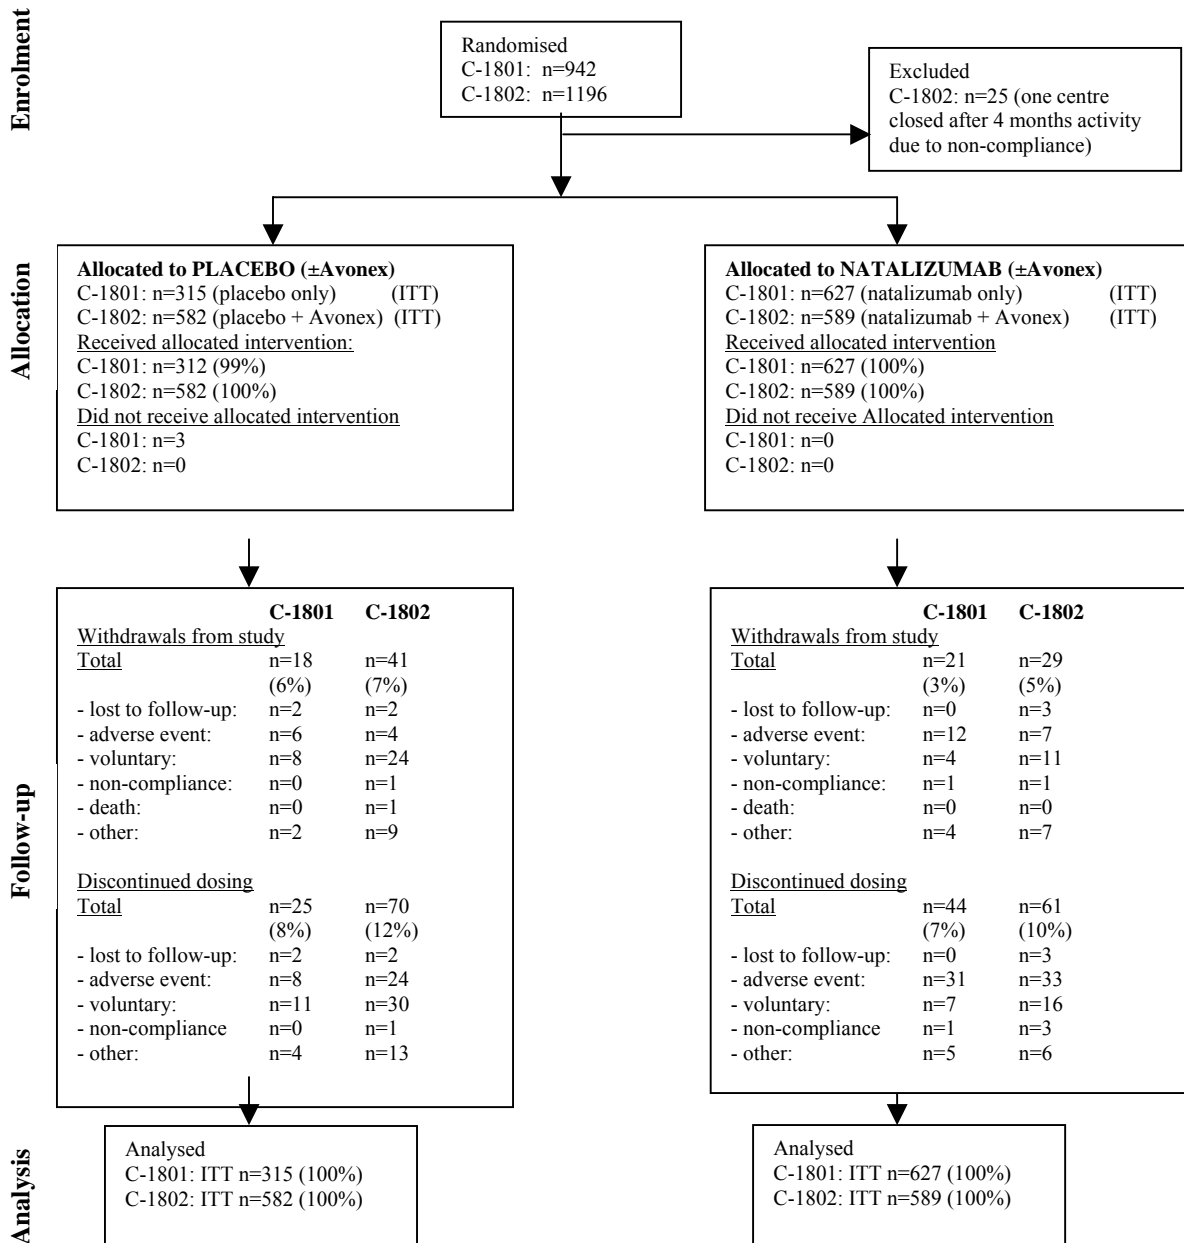 Enrolment
Randomised
C-1801: n=942
C-1802: n=1196
Excluded
C-1802: n=25 (one centre
closed after 4 months activity
due to non-compliance)
Allocation
Allocated to PLACEBO (±Avonex)
C-1801: n=315 (placebo only) (ITT)
C-1802: n=582 (placebo + Avonex) (ITT)
Received allocated intervention:
C-1801: n=312 (99%)
C-1802: n=582 (100%)
Did not receive allocated intervention
C-1801: n=3
C-1802: n=0
Allocated to NATALIZUMAB (±Avonex)
C-1801: n=627 (natalizumab only) (ITT)
C-1802: n=589 (natalizumab + Avonex) (ITT)
Received allocated intervention
C-1801: n=627 (100%)
C-1802: n=589 (100%)
Did not receive Allocated intervention
C-1801: n=0
C-1802: n=0
Follow-up
C-1801 C-1802
Withdrawals from study
Total n=18 n=41
(6%) (7%)
- lost to follow-up: n=2 n=2
- adverse event: n=6 n=4
- voluntary: n=8 n=24
- non-compliance: n=0 n=1
- death: n=0 n=1
- other: n=2 n=9
Discontinued dosing
Total n=25 n=70
(8%) (12%)
- lost to follow-up: n=2 n=2
- adverse event: n=8 n=24
- voluntary: n=11 n=30
- non-compliance n=0 n=1
- other: n=4 n=13
C-1801 C-1802
Withdrawals from study
Total n=21 n=29
(3%) (5%)
- lost to follow-up: n=0 n=3
- adverse event: n=12 n=7
- voluntary: n=4 n=11
- non-compliance: n=1 n=1
- death: n=0 n=0
- other: n=4 n=7
Discontinued dosing
Total n=44 n=61
(7%) (10%)
- lost to follow-up: n=0 n=3
- adverse event: n=31 n=33
- voluntary: n=7 n=16
- non-compliance n=1 n=3
- other: n=5 n=6
Analysis
Analysed
C-1801: ITT n=315 (100%)
C-1802: ITT n=582 (100%)
Analysed
C-1801: ITT n=627 (100%)
C-1802: ITT n=589 (100%)